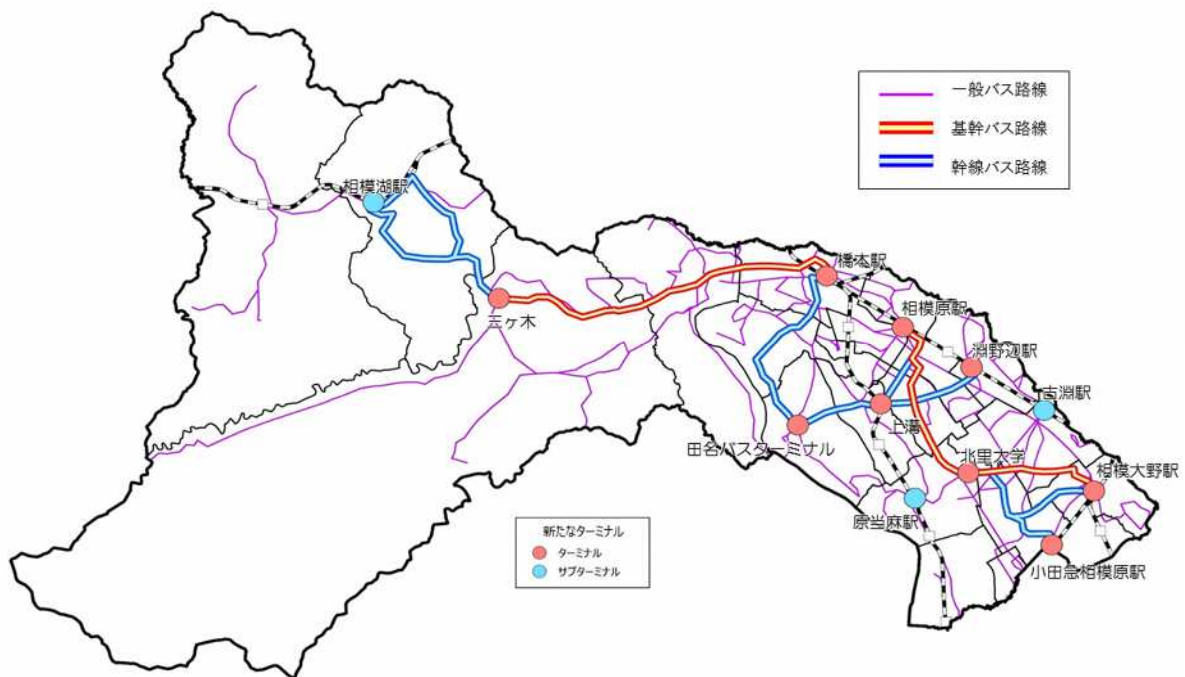 一般バス路線
基幹バス路線
幹線バス路線
相模湖駅
三ヶ木
橋本駅
相模原駅
淵野辺駅
古淵駅
上溝
田名バスターミナル
北里大学
相模大野駅
原当麻駅
小田急相模原駅
新たなターミナル
ターミナル
サブターミナル